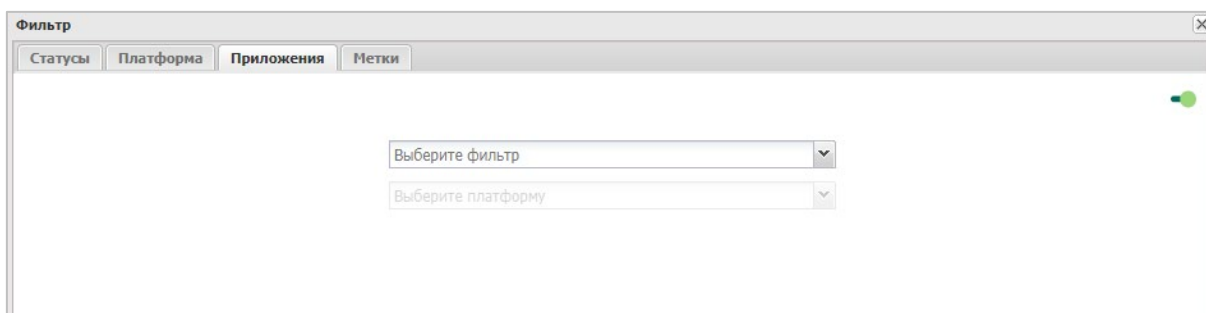 Фильтр
Статусы Платформа Приложения Метки
Выберите фильтр
Выберите платформу